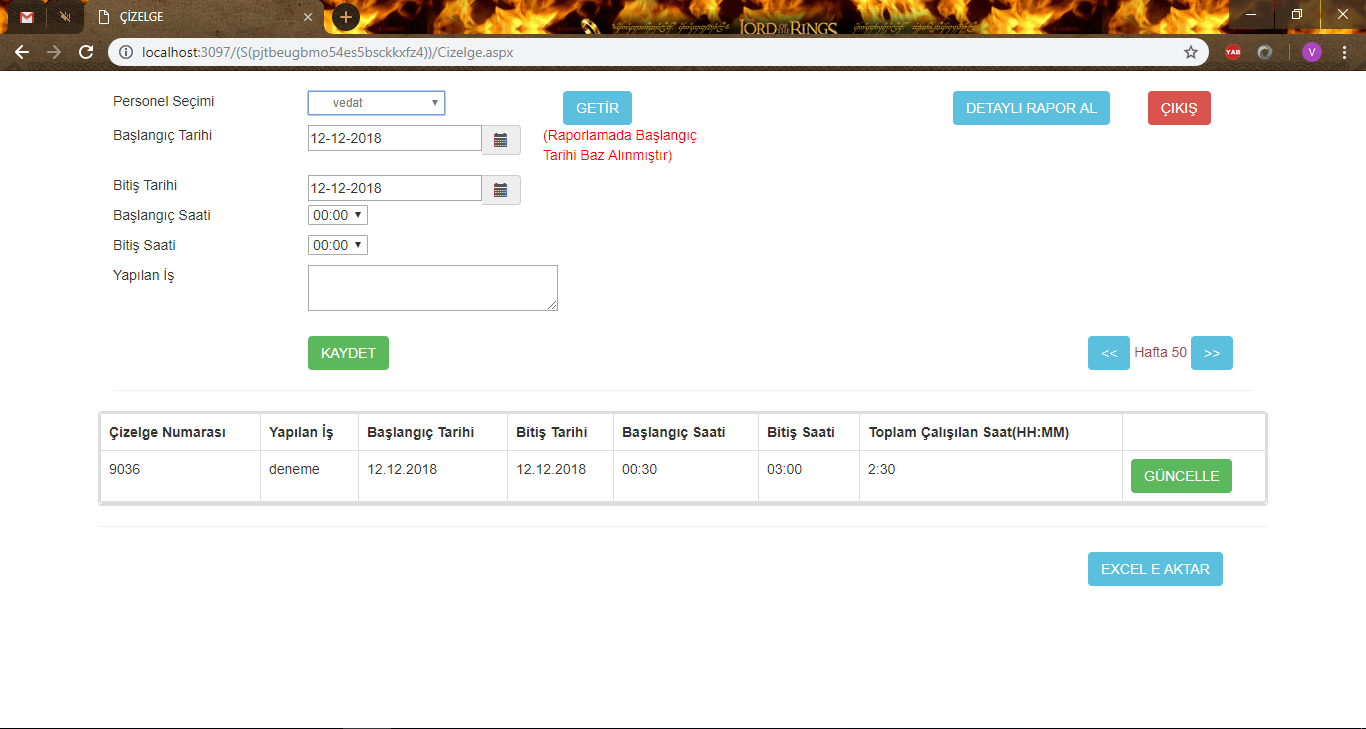 ÇİZELGE
THE LORD OF THE RINGS
localhost:3097/(S(pjtbeugbmo54es5bsckkxfz4))/Cizelge.aspx
YAB
V
Personel Seçimi vedat GETİR DETAYLI RAPOR AL ÇIKIŞ
Başlangıç Tarihi 12-12-2018 (Raporlamada Başlangıç
Tarihi Baz Alınmıştır)
Bitiş Tarihi 12-12-2018
Başlangıç Saati 00:00
Bitiş Saati 00:00
Yapılan İş
KAYDET << Hafta 50 >>
Çizelge Numarası Yapılan İş Başlangıç Tarihi Bitiş Tarihi Başlangıç Saati Bitiş Saati Toplam Çalışılan Saat(HH:MM)
9036 deneme 12.12.2018 12.12.2018 00:30 03:00 2:30 GÜNCELLE
EXCEL E AKTAR